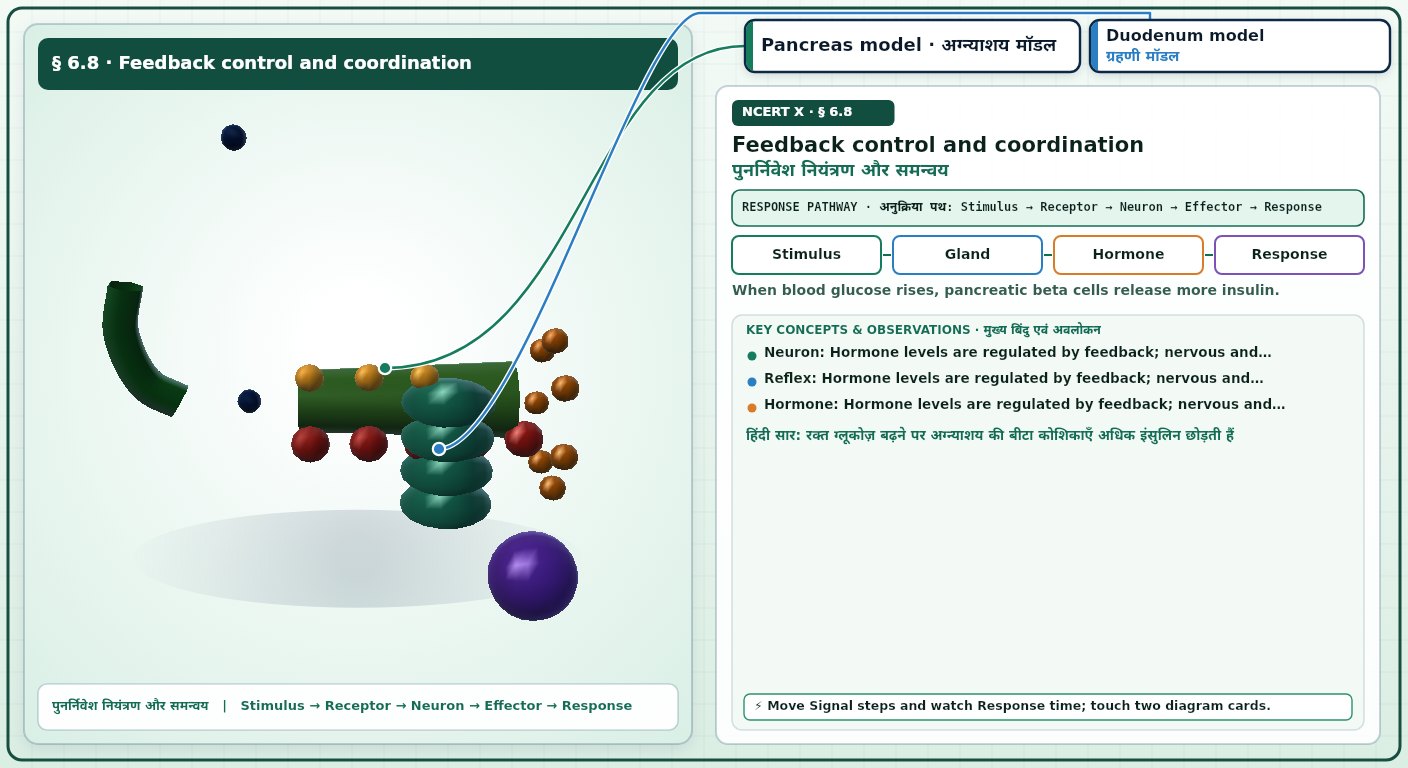 § 6.8 · Feedback control and coordination
Pancreas model · अग्न्याशय मॉडल
Duodenum model
ग्रहणी मॉडल
NCERT X · § 6.8
Feedback control and coordination
पुनर्निवेश नियंत्रण और समन्वय
RESPONSE PATHWAY · अनुक्रिया पथ: Stimulus → Receptor → Neuron → Effector → Response
Stimulus
Gland
Hormone
Response
When blood glucose rises, pancreatic beta cells release more insulin.
KEY CONCEPTS & OBSERVATIONS · मुख्य बिंदु एवं अवलोकन
Neuron: Hormone levels are regulated by feedback; nervous and…
Reflex: Hormone levels are regulated by feedback; nervous and…
Hormone: Hormone levels are regulated by feedback; nervous and…
हिंदी सार: रक्त ग्लूकोज़ बढ़ने पर अग्न्याशय की बीटा कोशिकाएँ अधिक इंसुलिन छोड़ती हैं
⚡ Move Signal steps and watch Response time; touch two diagram cards.
पुनर्निवेश नियंत्रण और समन्वय | Stimulus → Receptor → Neuron → Effector → Response